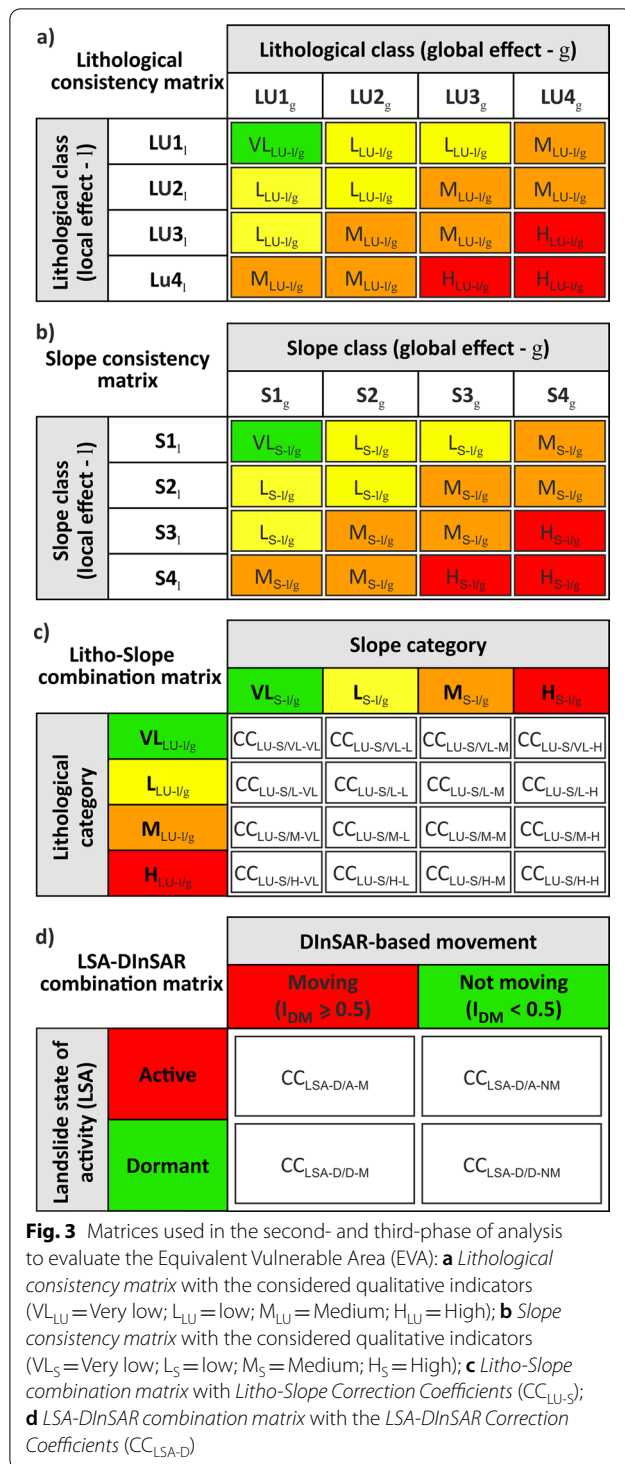 a)
Lithological consistency matrix
Lithological class (global effect - g)
LU1g LU2g LU3g LU4g
Lithological class (local effect - l)
LU1l VLLU-l/g LLU-l/g LLU-l/g MLU-l/g
LU2l LLU-l/g LLU-l/g MLU-l/g MLU-l/g
LU3l LLU-l/g MLU-l/g MLU-l/g HLU-l/g
Lu4l MLU-l/g MLU-l/g HLU-l/g HLU-l/g
b)
Slope consistency matrix
Slope class (global effect - g)
S1g S2g S3g S4g
Slope class (local effect - l)
S1l VLS-l/g LS-l/g LS-l/g MS-l/g
S2l LS-l/g LS-l/g MS-l/g MS-l/g
S3l LS-l/g MS-l/g MS-l/g HS-l/g
S4l MS-l/g MS-l/g HS-l/g HS-l/g
c)
Litho-Slope combination matrix
Slope category
VLS-l/g LS-l/g MS-l/g HS-l/g
Lithological category
VLLU-l/g CCLU-S/VL-VL CCLU-S/VL-L CCLU-S/VL-M CCLU-S/VL-H
LLU-l/g CCLU-S/L-VL CCLU-S/L-L CCLU-S/L-M CCLU-S/L-H
MLU-l/g CCLU-S/M-VL CCLU-S/M-L CCLU-S/M-M CCLU-S/M-H
HLU-l/g CCLU-S/H-VL CCLU-S/H-L CCLU-S/H-M CCLU-S/H-H
d)
LSA-DInSAR combination matrix
DInSAR-based movement
Moving (IDM ⩾ 0.5) Not moving (IDM < 0.5)
Landslide state of activity (LSA)
Active CCLSA-D/A-M CCLSA-D/A-NM
Dormant CCLSA-D/D-M CCLSA-D/D-NM
Fig. 3 Matrices used in the second- and third-phase of analysis
to evaluate the Equivalent Vulnerable Area (EVA): a Lithological
consistency matrix with the considered qualitative indicators
(VLLU = Very low; LLU = low; MLU = Medium; HLU = High); b Slope
consistency matrix with the considered qualitative indicators
(VLS = Very low; LS = low; MS = Medium; HS = High); c Litho-Slope
combination matrix with Litho-Slope Correction Coefficients (CCLU-S);
d LSA-DInSAR combination matrix with the LSA-DInSAR Correction
Coefficients (CCLSA-D)